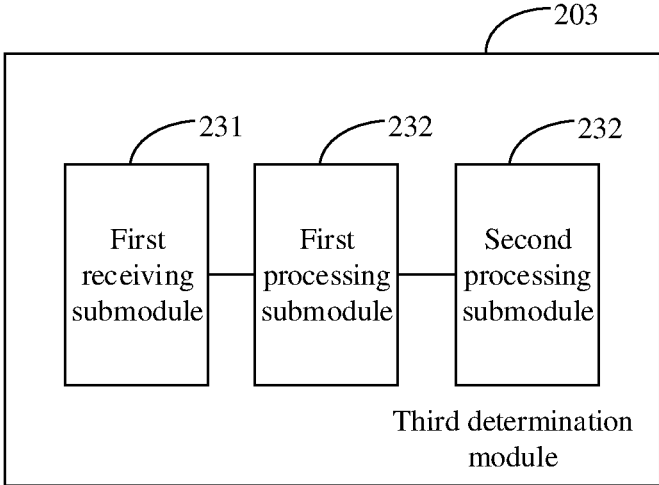 203
231
232
232
First
receiving
submodule
First
processing
submodule
Second
processing
submodule
Third determination
module